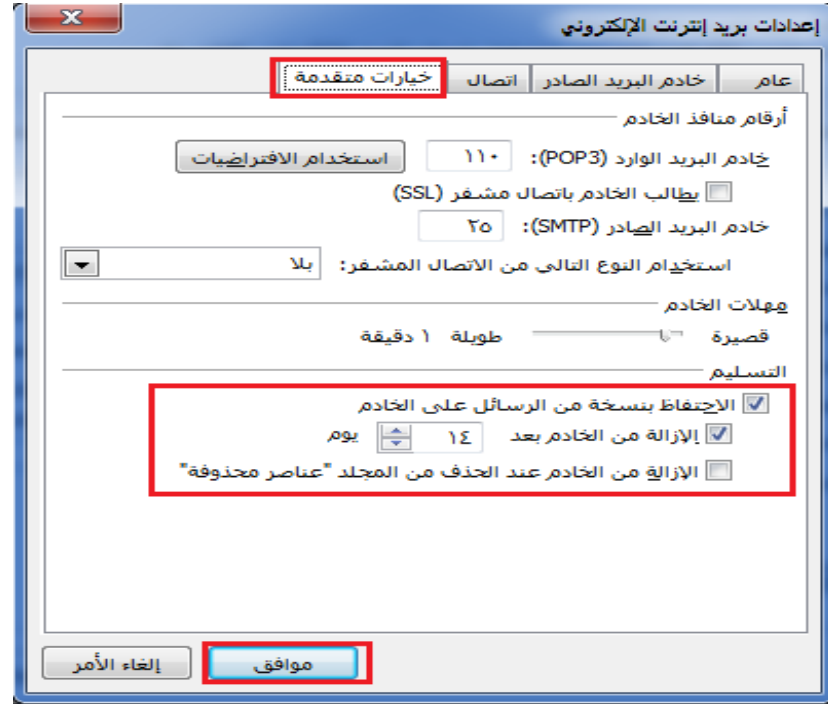 إعدادات بريد إنترنت الإلكتروني
عام خادم البريد الصادر اتصال خيارات متقدمة
أرقام منافذ الخادم
خادم البريد الوارد (POP3): ١١٠ استخدام الافتراضيات
يطالب الخادم باتصال مشفر (SSL)
خادم البريد الصادر (SMTP): ٢٥
استخدام النوع التالي من الاتصال المشفر: بلا
مهلات الخادم
قصيرة طويلة ١ دقيقة
التسليم
الاحتفاظ بنسخة من الرسائل على الخادم
الإزالة من الخادم بعد ١٤ يوم
الإزالة من الخادم عند الحذف من المجلد "عناصر محذوفة"
موافق إلغاء الأمر